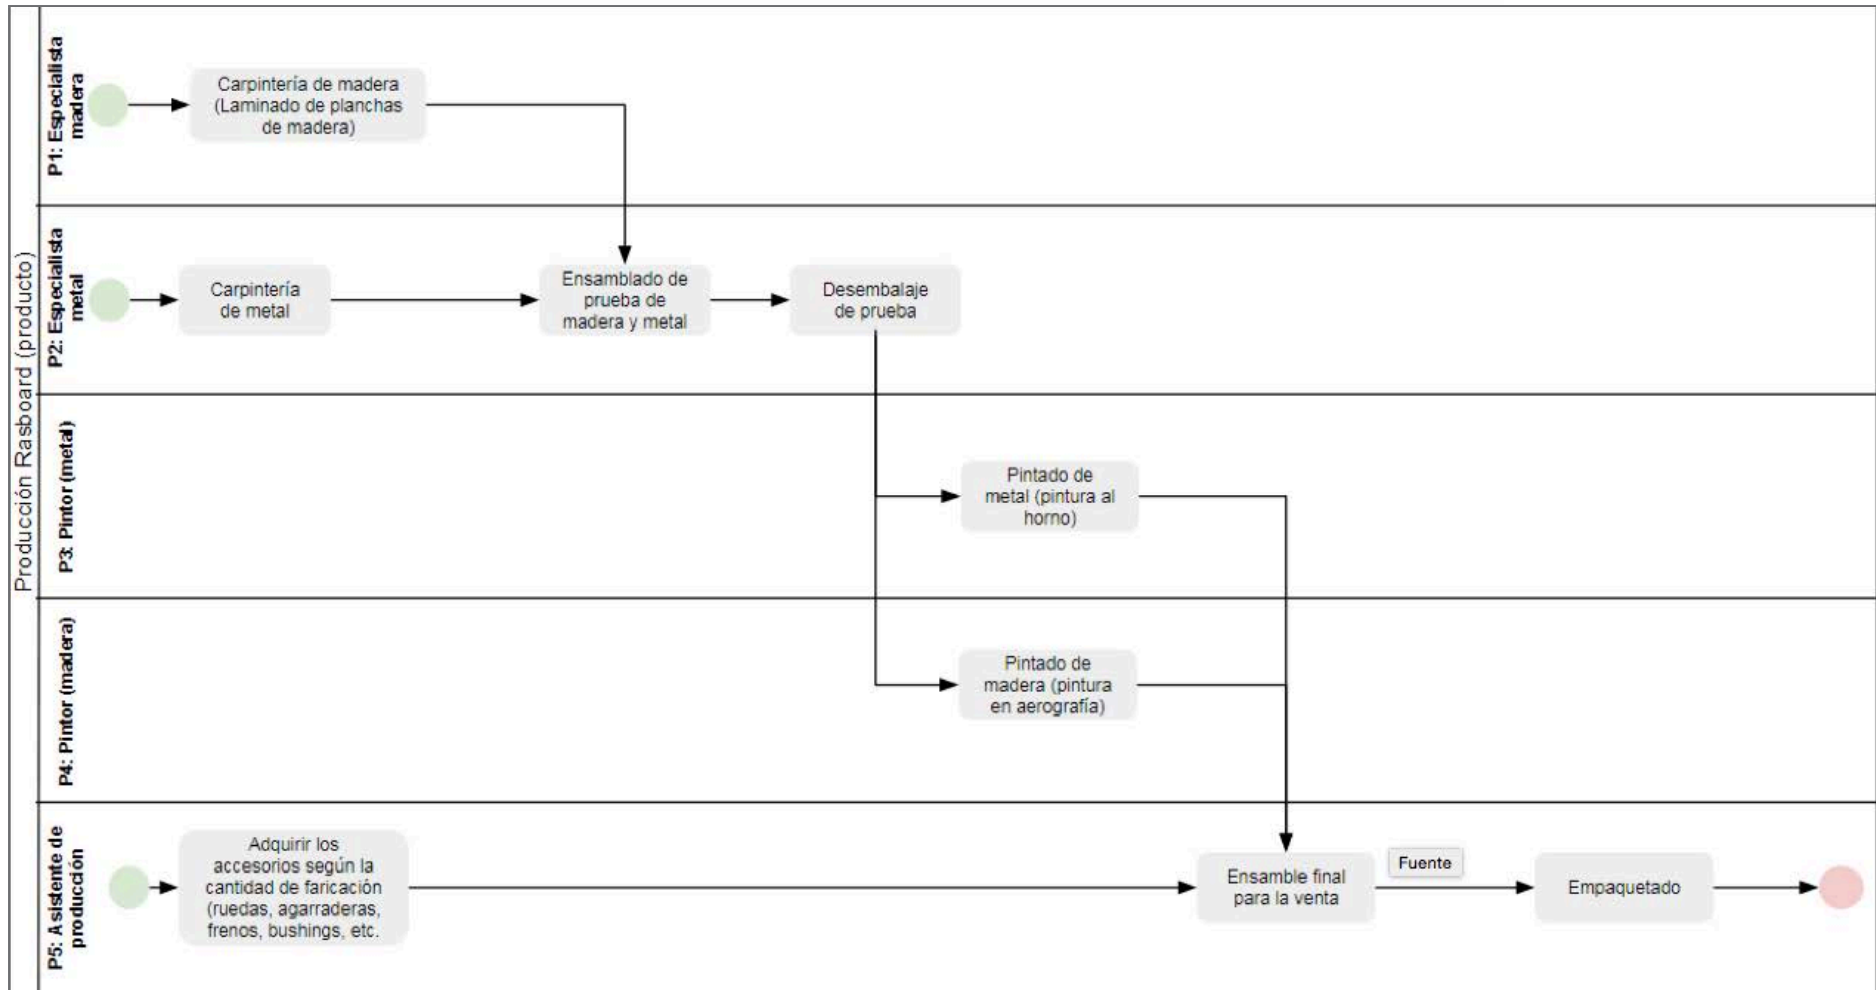 Producción Rasboard (producto)
P1: Especialista
madera
Carpintería de madera
(Laminado de planchas
de madera)
P2: Especialista
metal
Carpintería
de metal
Ensamblado de
prueba de
madera y metal
Desembalaje
de prueba
P3: Pintor (metal)
Pintado de
metal (pintura al
horno)
P4: Pintor (madera)
Pintado de
madera (pintura
en aerografía)
P5: Asistente de
producción
Adquirir los
accesorios según la
cantidad de faricación
(ruedas, agarraderas,
frenos, bushings, etc.
Ensamble final
para la venta
Fuente
Empaquetado